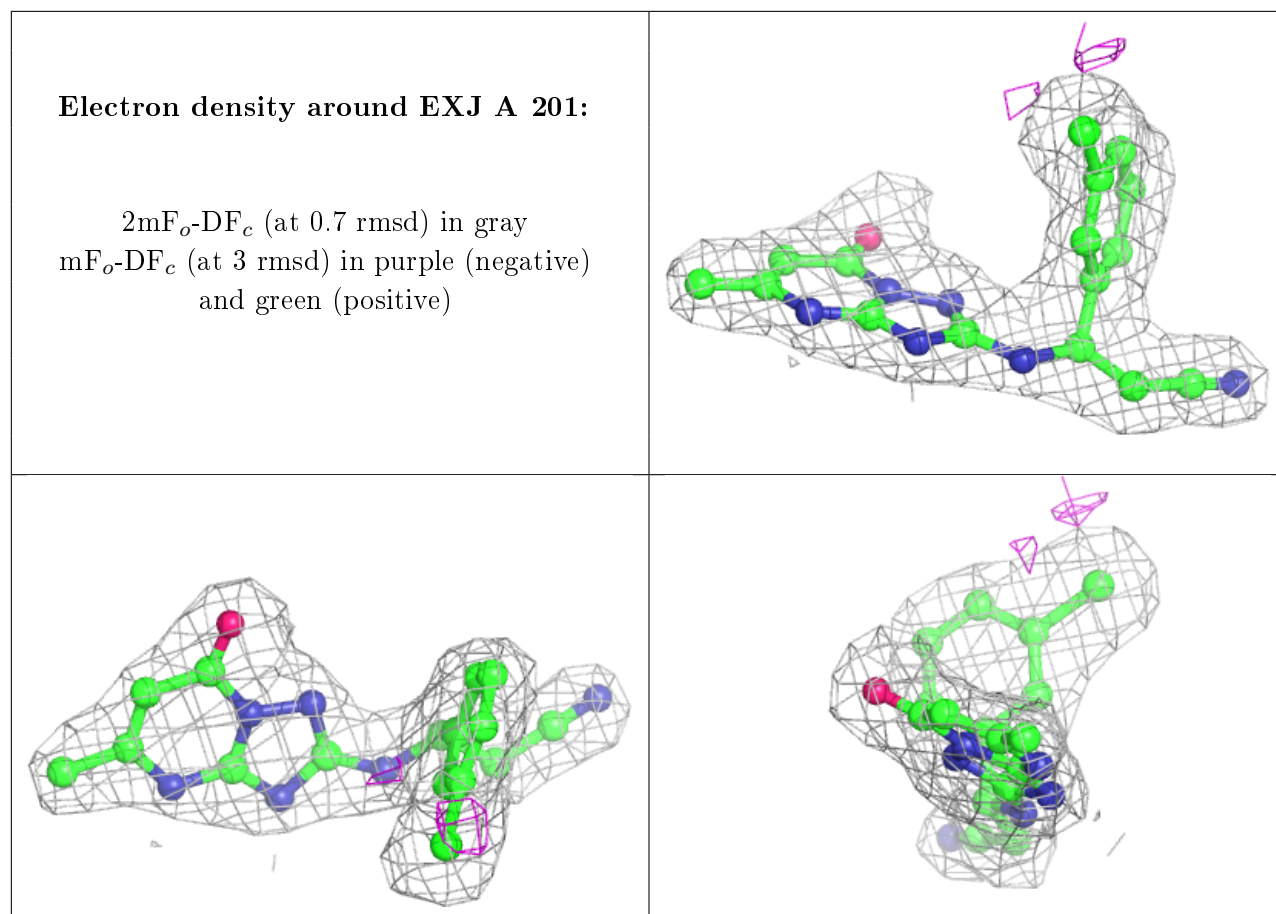 Electron density around EXJ A 201:
2mFo-DFc (at 0.7 rmsd) in gray
mFo-DFc (at 3 rmsd) in purple (negative)
and green (positive)